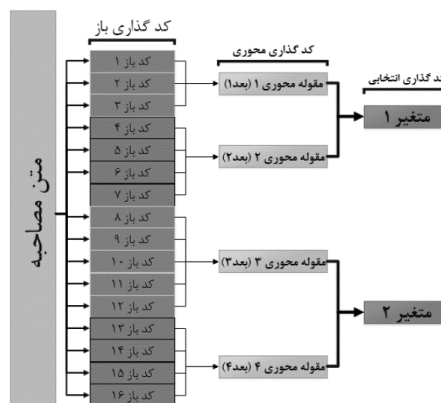 متن مصاحبه
کد گذاری باز
کد باز ۱
کد باز ۲
کد باز ۳
کد باز ۴
کد باز ۵
کد باز ۶
کد باز ۷
کد باز ۸
کد باز ۹
کد باز ۱۰
کد باز ۱۱
کد باز ۱۲
کد باز ۱۳
کد باز ۱۴
کد باز ۱۵
کد باز ۱۶
کد گذاری محوری
مقوله محوری ۱ (بعد۱)
مقوله محوری ۲ (بعد۲)
مقوله محوری ۳ (بعد۳)
مقوله محوری ۴ (بعد۴)
کد گذاری انتخابی
متغیر ۱
متغیر ۲